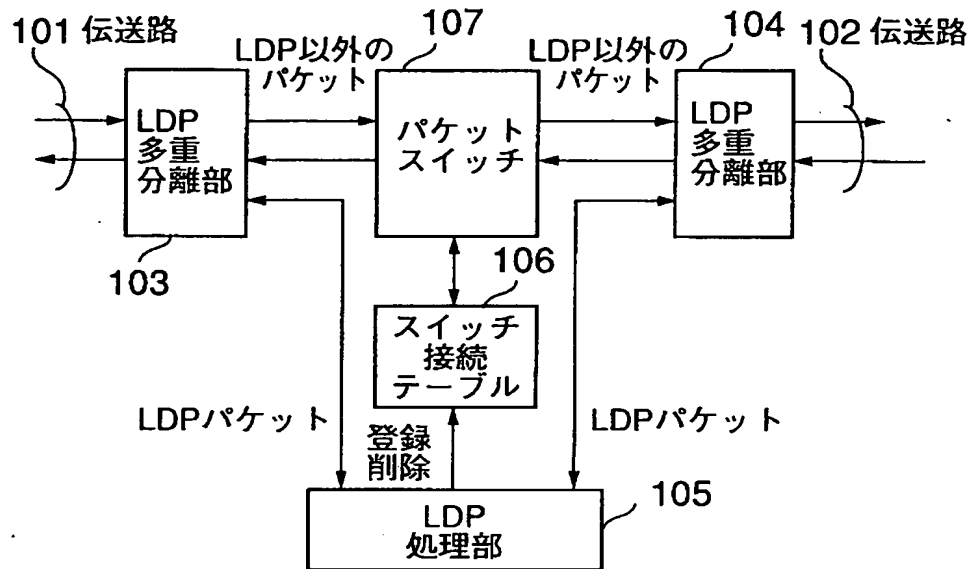 101 伝送路
LDP以外の
パケット
107
LDP以外の
パケット
104
102 伝送路
LDP
多重
分離部
パケット
スイッチ
LDP
多重
分離部
103
106
スイッチ
接続
テーブル
LDPパケット
登録
削除
LDPパケット
105
LDP
処理部